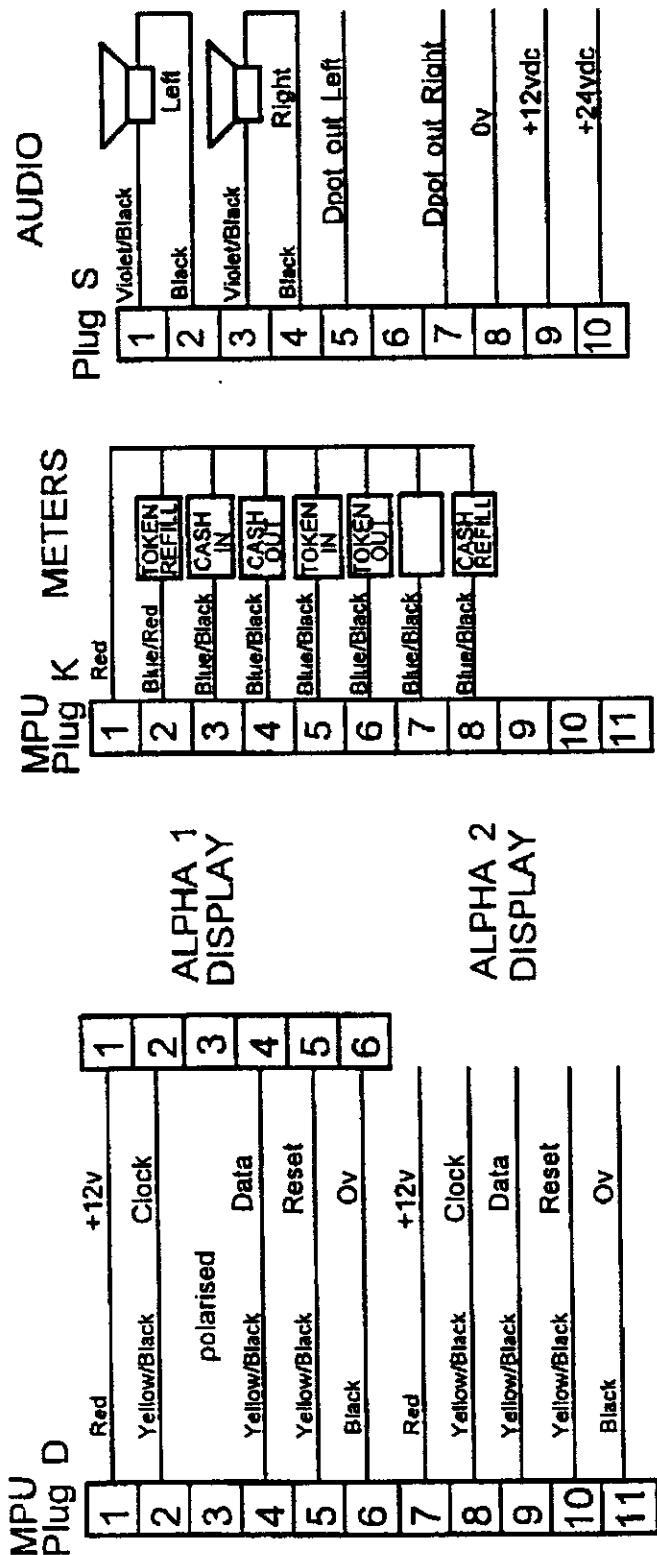 MPU
Plug D
1 Red +12v 1
2 Yellow/Black Clock 2
3 polarised 3
4 Yellow/Black Data 4
5 Yellow/Black Reset 5
6 Black Ov 6
7 Red +12v
8 Yellow/Black Clock
9 Yellow/Black Data
10 Yellow/Black Reset
11 Black Ov
ALPHA 1
DISPLAY
ALPHA 2
DISPLAY
MPU
Plug K METERS
1 Red
2 Blue/Red TOKEN REFILL
3 Blue/Black CASH IN
4 Blue/Black CASH OUT
5 Blue/Black TOKEN IN
6 Blue/Black TOKEN OUT
7 Blue/Black
8 Blue/Black CASH REFILL
9
10
11
Plug S AUDIO
1 Violet/Black
2 Black Left
3 Violet/Black
4 Black Right
5 Dpot out Left
6
7 Dpot out Right
8 0v
9 +12vdc
10 +24vdc